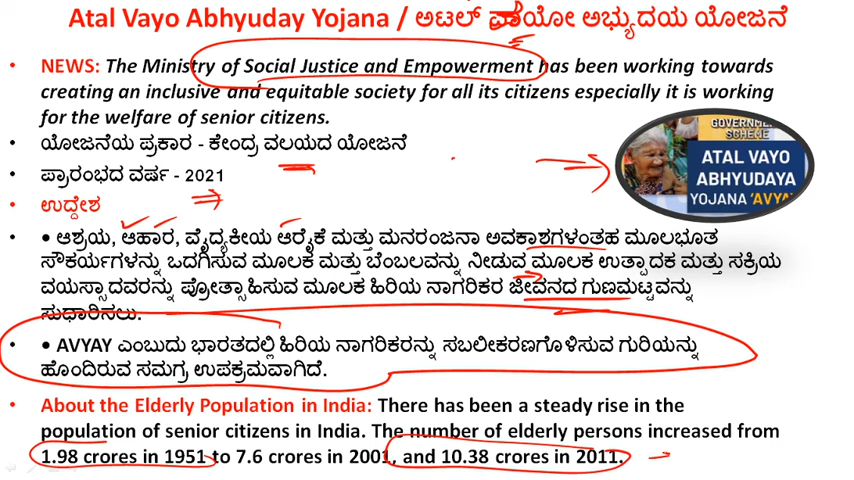 Atal Vayo Abhyuday Yojana / ಅಟಲ್ ವಾಯೋ ಅಭ್ಯುದಯ ಯೋಜನೆ
• NEWS: The Ministry of Social Justice and Empowerment has been working towards
creating an inclusive and equitable society for all its citizens especially it is working
for the welfare of senior citizens.
• ಯೋಜನೆಯ ಪ್ರಕಾರ - ಕೇಂದ್ರ ವಲಯದ ಯೋಜನೆ
• ಪ್ರಾರಂಭದ ವರ್ಷ - 2021
GOVERNMENT
SCHEME
ATAL VAYO
ABHYUDAYA
YOJANA 'AVYAY'
• ಉದ್ದೇಶ
• • ಆಶ್ರಯ, ಆಹಾರ, ವೈದ್ಯಕೀಯ ಆರೈಕೆ ಮತ್ತು ಮನರಂಜನಾ ಅವಕಾಶಗಳಂತಹ ಮೂಲಭೂತ
ಸೌಕರ್ಯಗಳನ್ನು ಒದಗಿಸುವ ಮೂಲಕ ಮತ್ತು ಬೆಂಬಲವನ್ನು ನೀಡುವ ಮೂಲಕ ಉತ್ಪಾದಕ ಮತ್ತು ಸಕ್ರಿಯ
ವಯಸ್ಸಾದವರನ್ನು ಪ್ರೋತ್ಸಾಹಿಸುವ ಮೂಲಕ ಹಿರಿಯ ನಾಗರಿಕರ ಜೀವನದ ಗುಣಮಟ್ಟವನ್ನು
ಸುಧಾರಿಸಲು.
• • AVYAY ಎಂಬುದು ಭಾರತದಲ್ಲಿ ಹಿರಿಯ ನಾಗರಿಕರನ್ನು ಸಬಲೀಕರಣಗೊಳಿಸುವ ಗುರಿಯನ್ನು
ಹೊಂದಿರುವ ಸಮಗ್ರ ಉಪಕ್ರಮವಾಗಿದೆ.
• About the Elderly Population in India: There has been a steady rise in the
population of senior citizens in India. The number of elderly persons increased from
1.98 crores in 1951 to 7.6 crores in 2001, and 10.38 crores in 2011.